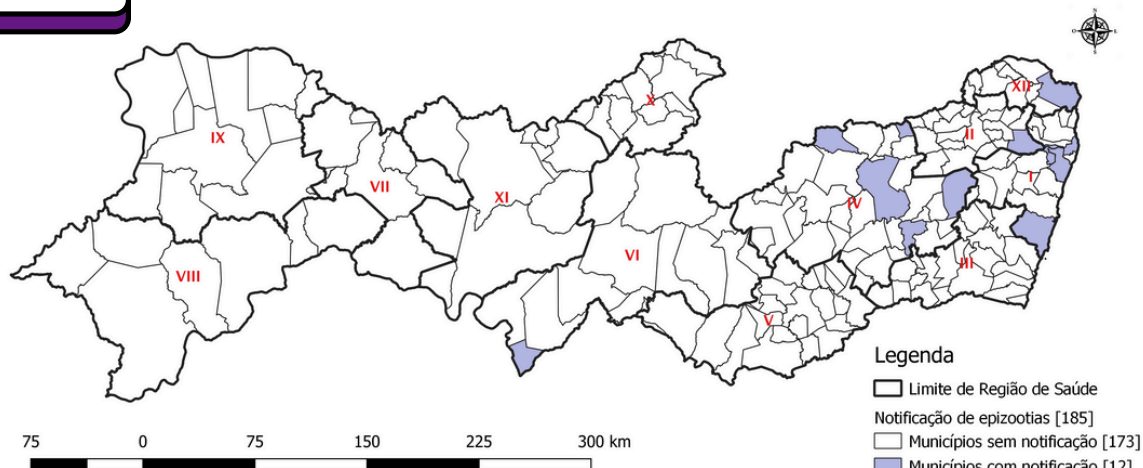 N
O
E
S
XII
X
II
IX
I
VII
XI
IV
VI
III
VIII
V
Legenda
Limite de Região de Saúde
Notificação de epizootias [185]
Municípios sem notificação [173]
Municípios com notificação [12]
75 0 75 150 225 300 km